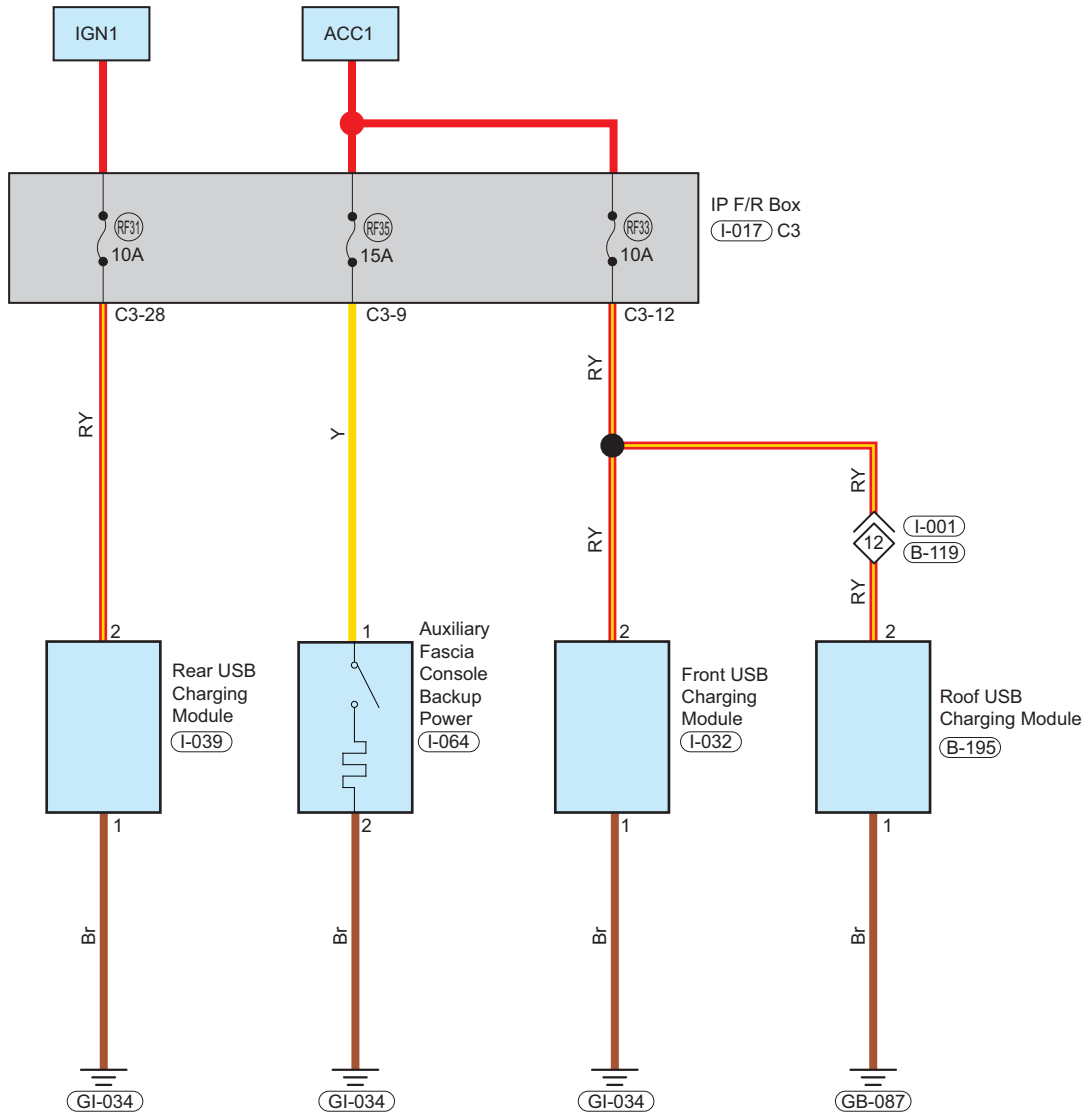 IGN1
ACC1
RF31
10A
RF35
15A
RF33
10A
IP F/R Box
I-017 C3
C3-28
C3-9
C3-12
RY
Y
RY
RY
RY
I-001
12
B-119
RY
2
Rear USB
Charging
Module
I-039
1
1
Auxiliary
Fascia
Console
Backup
Power
I-064
2
2
Front USB
Charging
Module
I-032
1
2
Roof USB
Charging Module
B-195
1
Br
Br
Br
Br
GI-034
GI-034
GI-034
GB-087